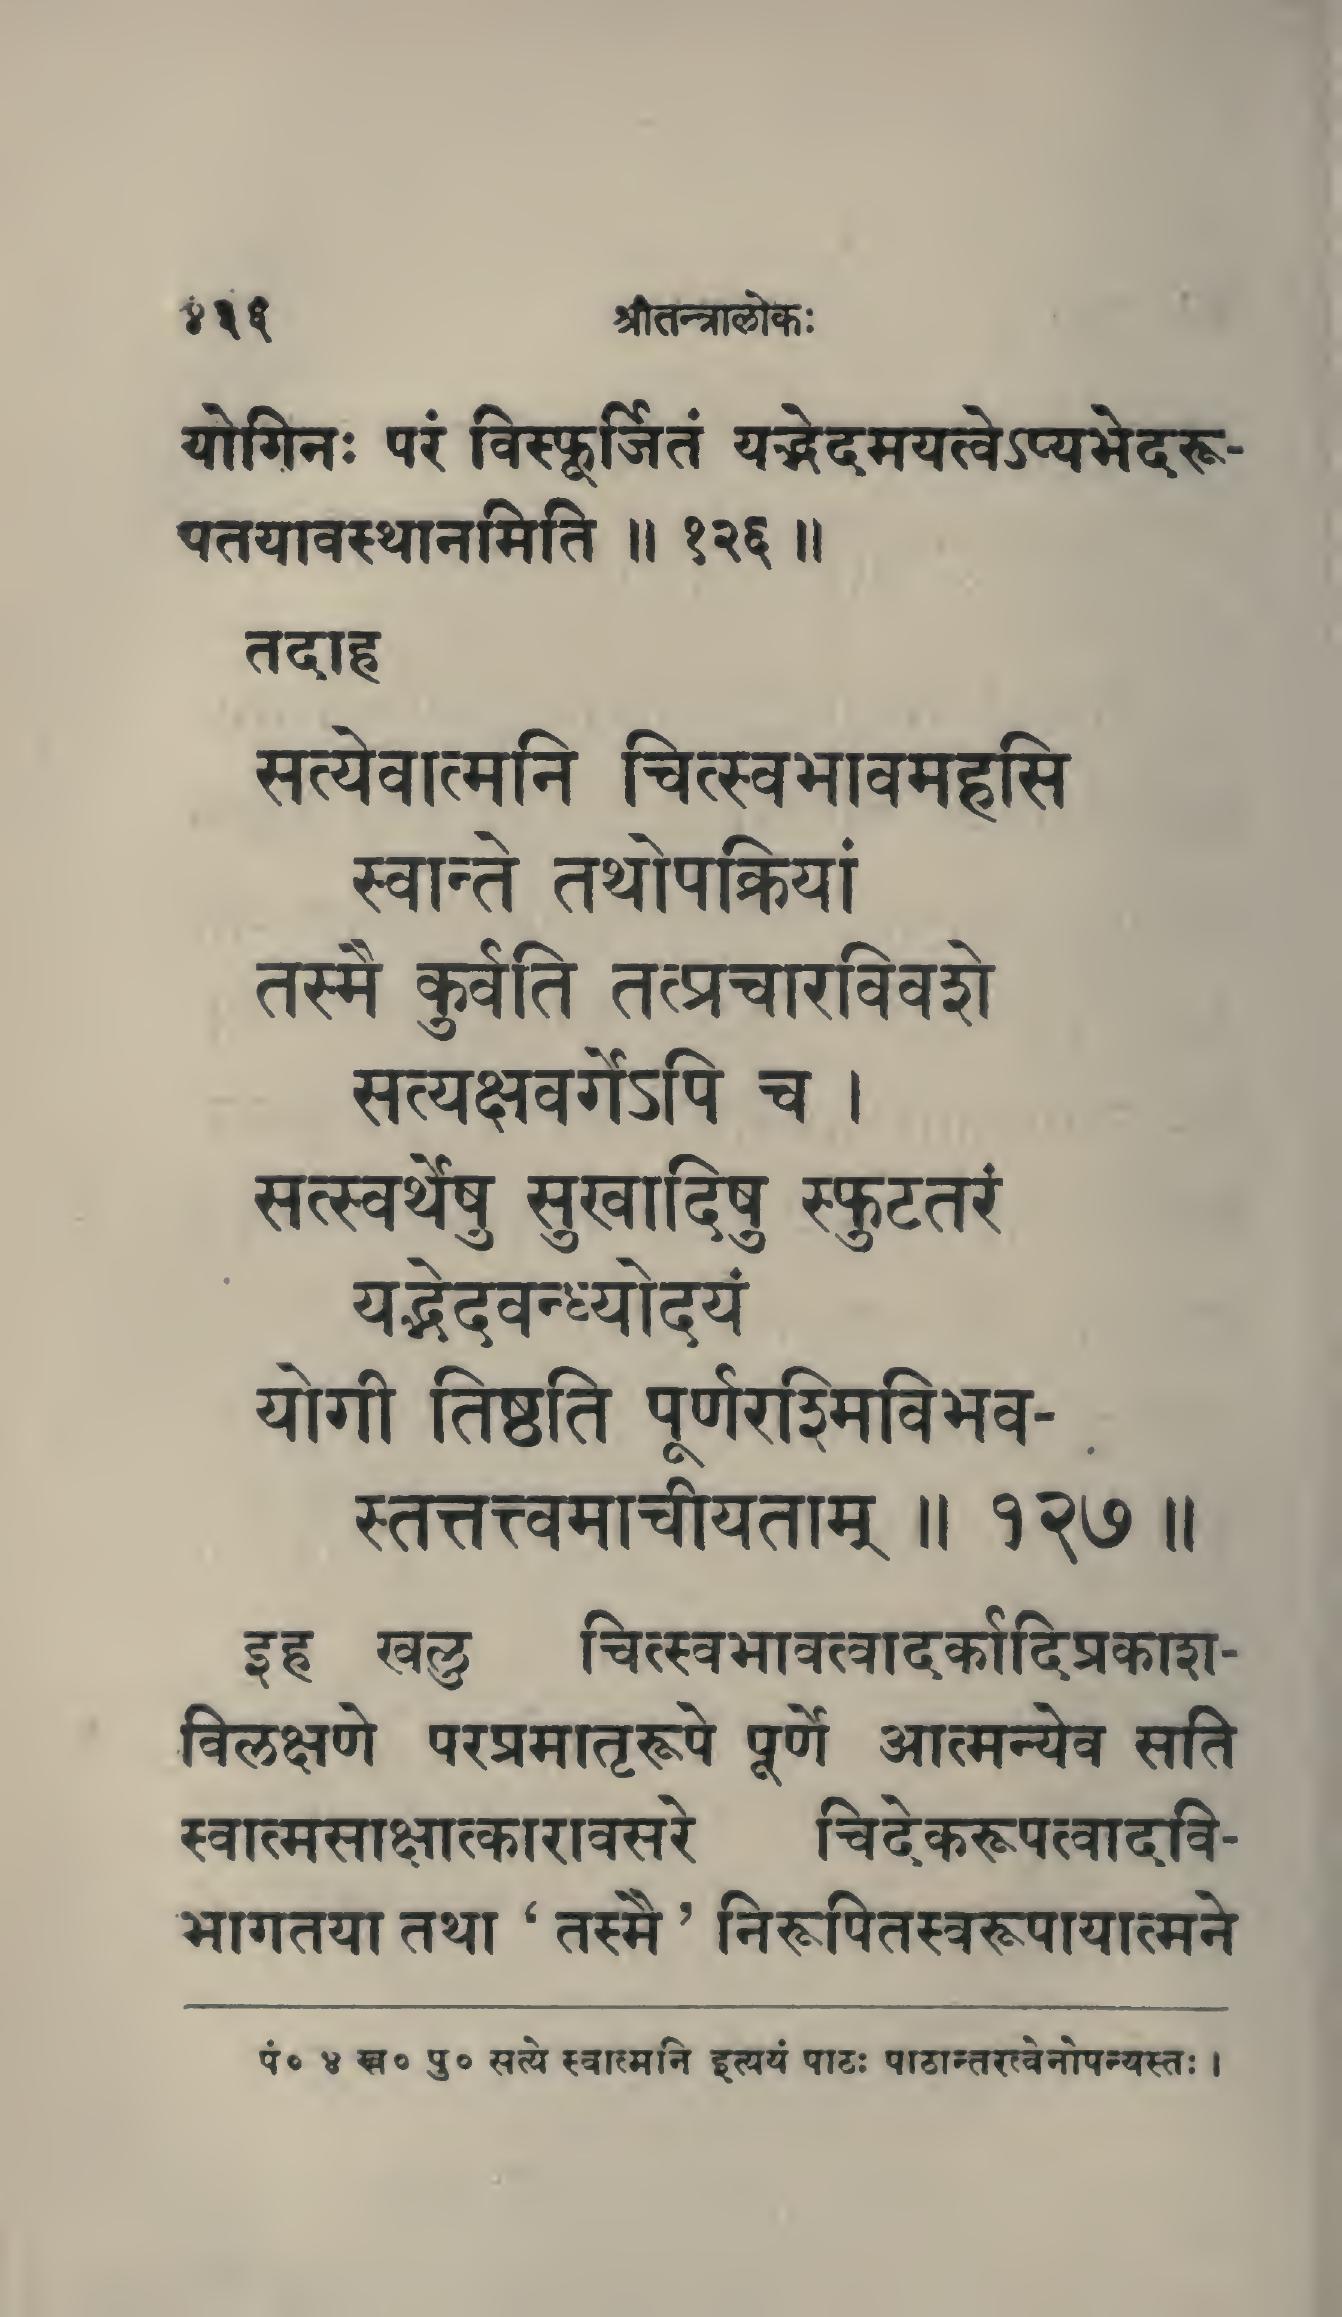 श्रीतन्त्रालोकः
योगिनः परं विस्फूर्जितं यद्भेदमयत्वेऽप्यभेदरू-
पतयावस्थानमिति ॥ १२६ ॥
तदाह
सत्येवात्मनि चित्स्वभावमहसि
स्वान्ते तथोपक्रियां
तस्मै कुर्वति तत्प्रचारविवशे
सत्यक्षवर्गेऽपि च ।
सत्स्वर्थेषु सुखादिषु स्फुटतरं
यद्भेदवन्ध्योदयं
योगी तिष्ठति पूर्णरश्मिविभव-
स्तत्तत्त्वमाचीयताम् ॥ १२७ ॥
इह खलु चित्स्वभावत्वादर्कादिप्रकाश-
विलक्षणे परप्रमातृरूपे पूर्णे आत्मन्येव सति
स्वात्मसाक्षात्कारावसरे चिदेकरूपत्वादवि-
भागतया तथा ‘ तस्मै ’ निरूपितस्वरूपायात्मने
पं० ४ ख० पु० सत्ये स्वात्मनि इत्ययं पाठः पाठान्तरत्वेनोपन्यस्तः ।